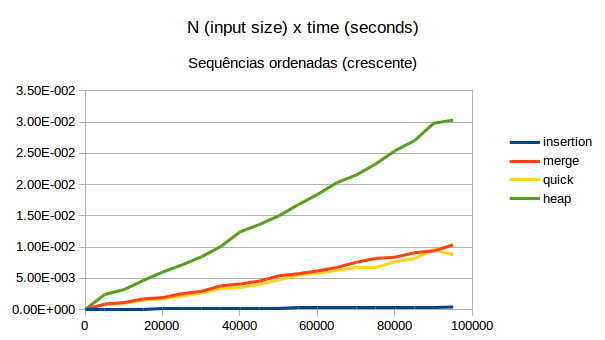 N (input size) x time (seconds)
Sequências ordenadas (crescente)
3.50E-002
3.00E-002
2.50E-002
2.00E-002
1.50E-002
1.00E-002
5.00E-003
0.00E+000
0 20000 40000 60000 80000 100000
insertion
merge
quick
heap